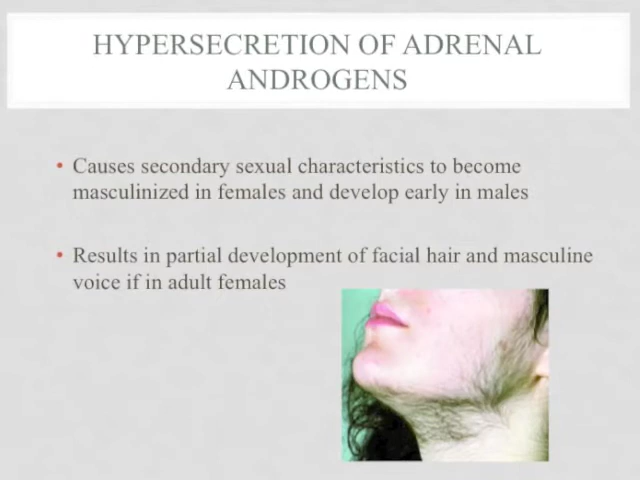 HYPERSECRETION OF ADRENAL
ANDROGENS
• Causes secondary sexual characteristics to become
masculinized in females and develop early in males
• Results in partial development of facial hair and masculine
voice if in adult females